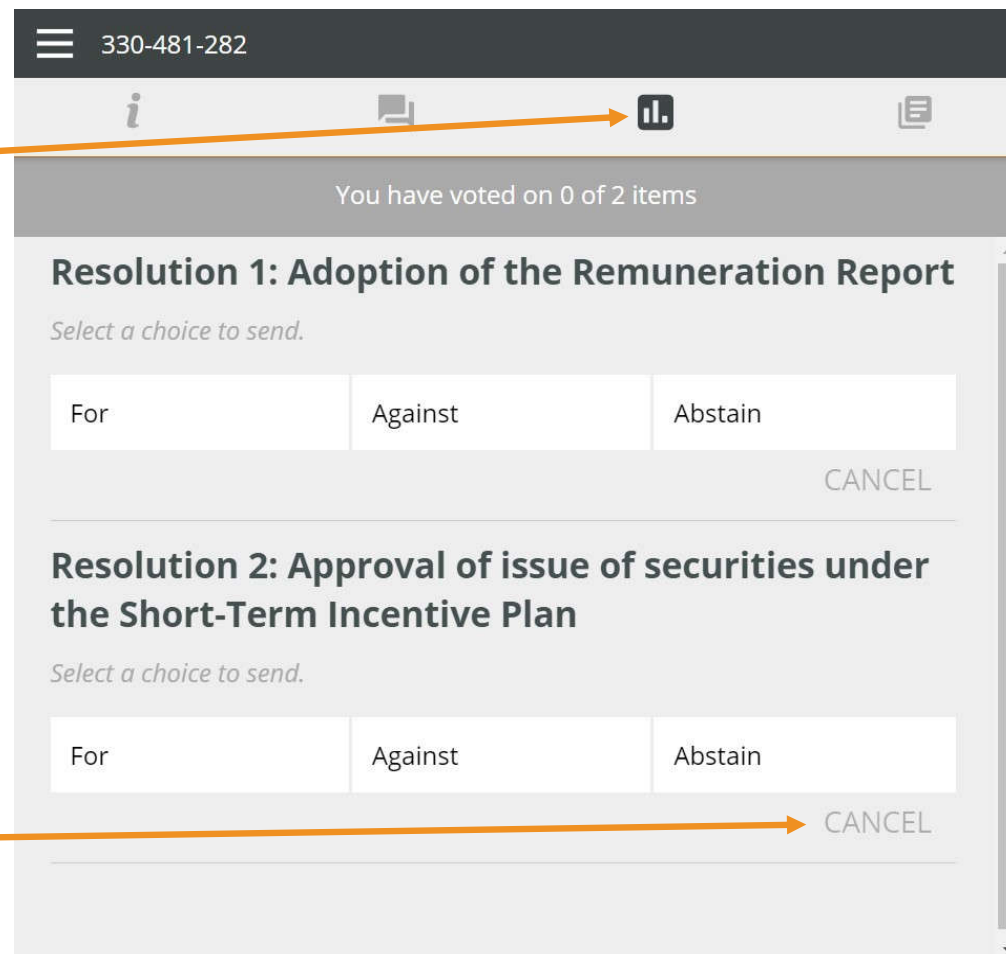 330-481-282
You have voted on 0 of 2 items
Resolution 1: Adoption of the Remuneration Report
Select a choice to send.
For Against Abstain
CANCEL
Resolution 2: Approval of issue of securities under
the Short-Term Incentive Plan
Select a choice to send.
For Against Abstain
CANCEL